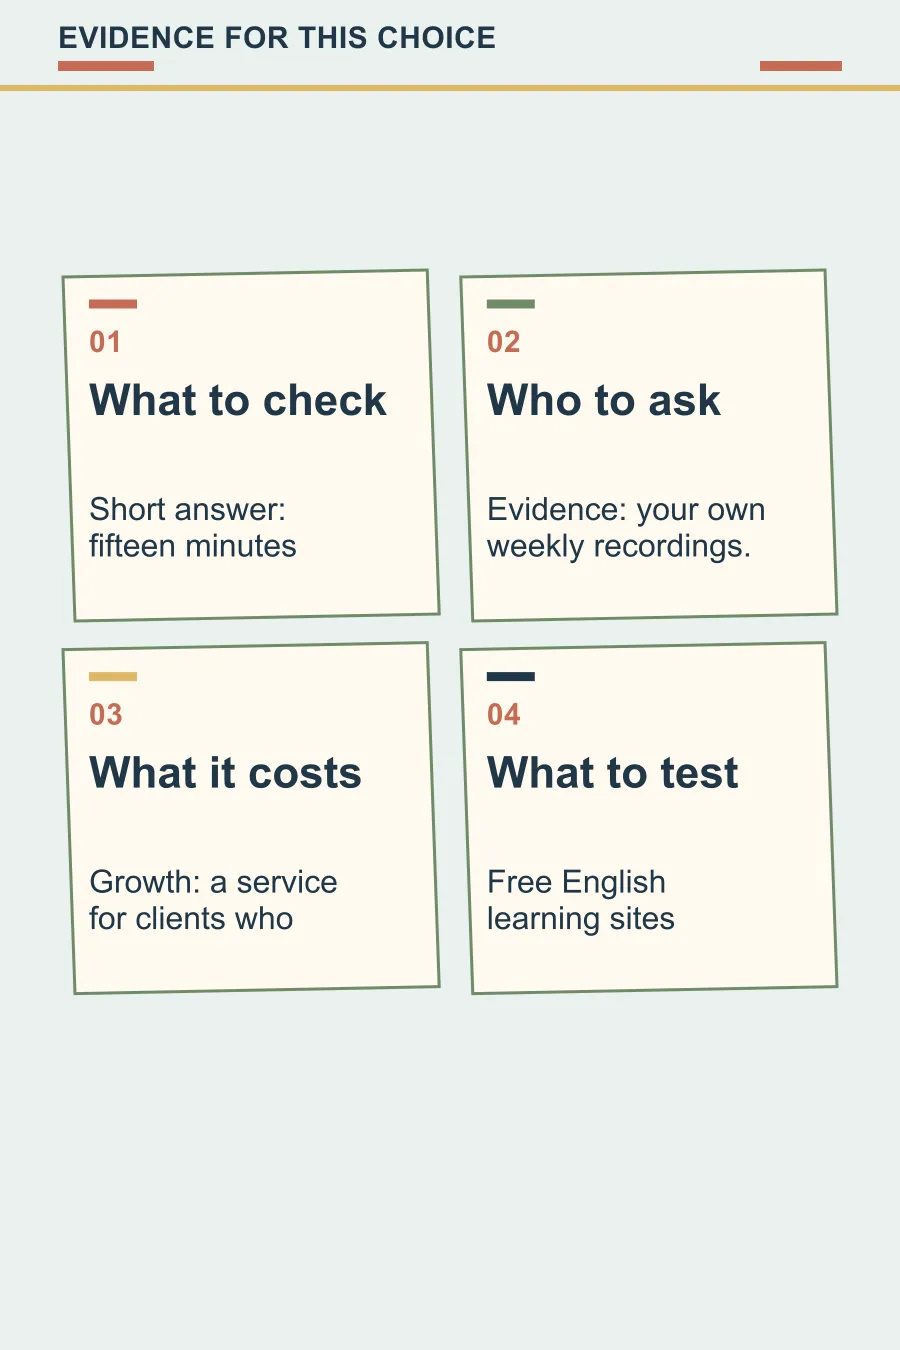 EVIDENCE FOR THIS CHOICE
01
What to check
Short answer:
fifteen minutes
02
Who to ask
Evidence: your own
weekly recordings.
03
What it costs
Growth: a service
for clients who
04
What to test
Free English
learning sites